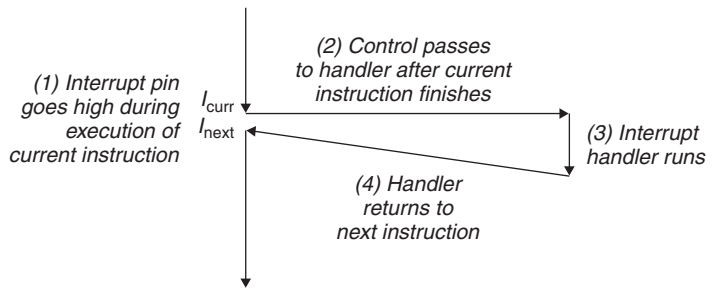 (1) Interrupt pin
goes high during
execution of
current instruction
I_curr
I_next
(2) Control passes
to handler after current
instruction finishes
(3) Interrupt
handler runs
(4) Handler
returns to
next instruction